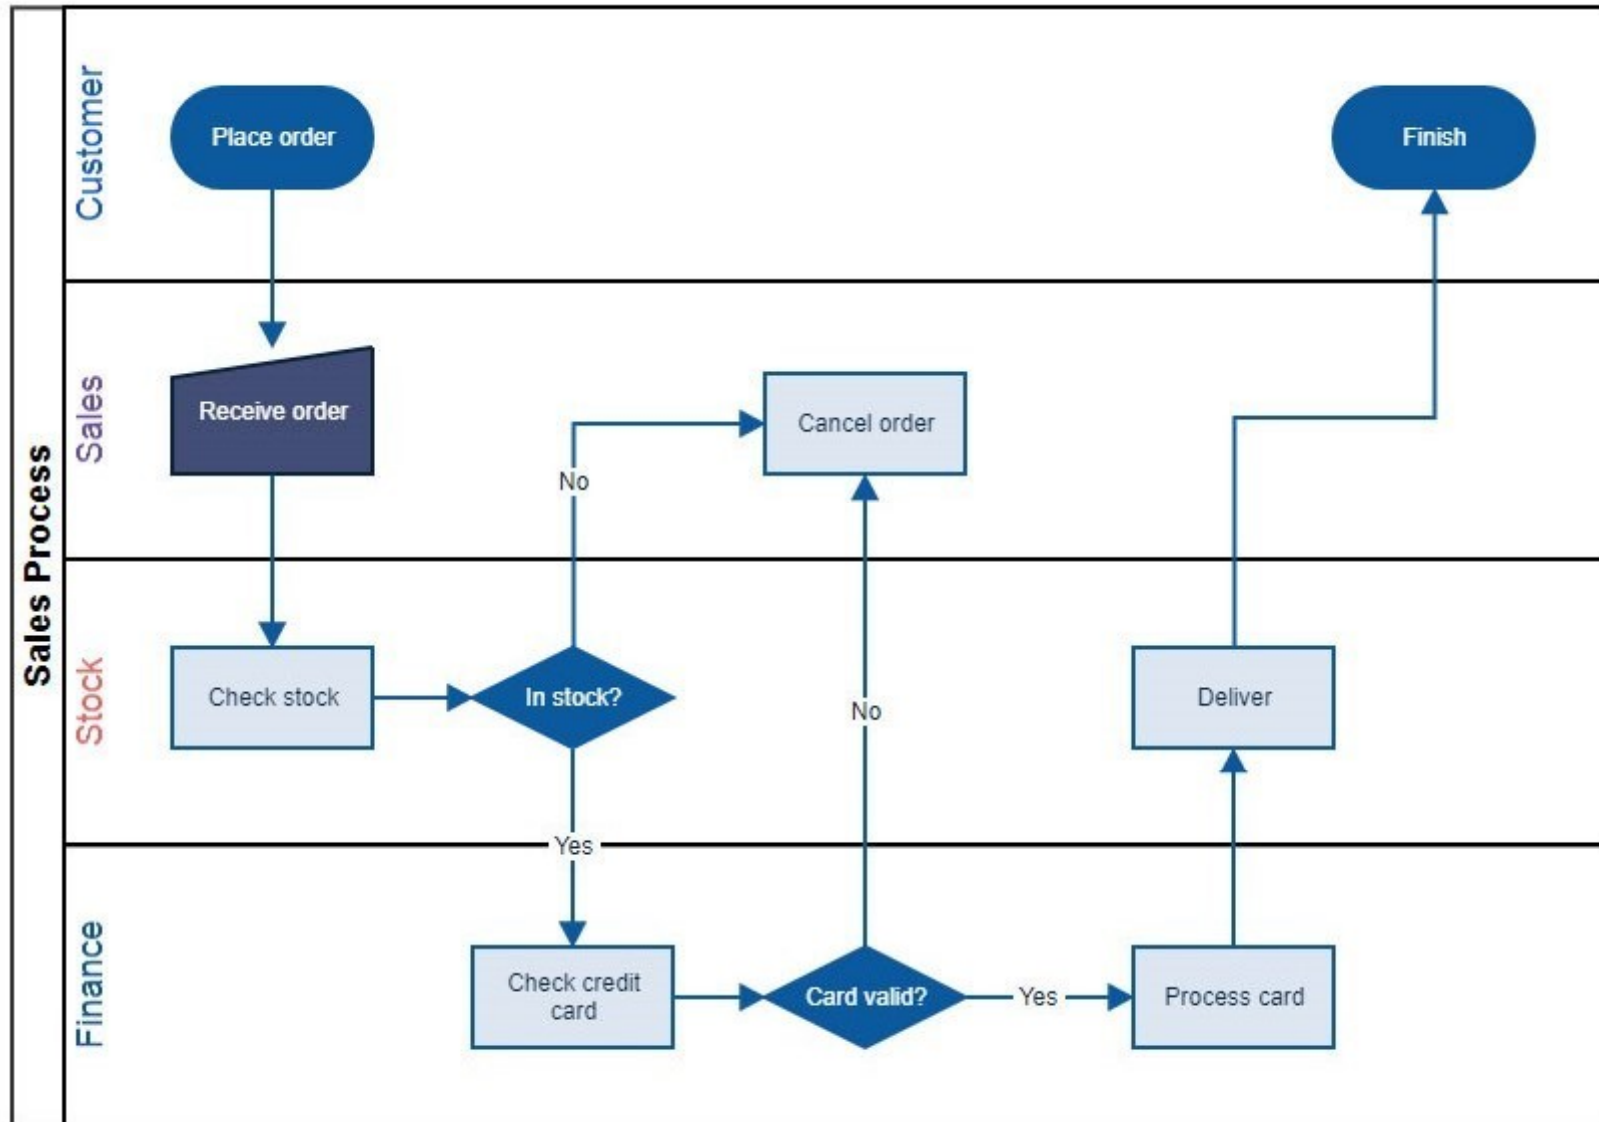 Sales Process
Customer
Place order
Finish
Sales
Receive order
Cancel order
No
Stock
Check stock
In stock?
No
Deliver
Yes
Finance
Check credit
card
Card valid?
Yes
Process card